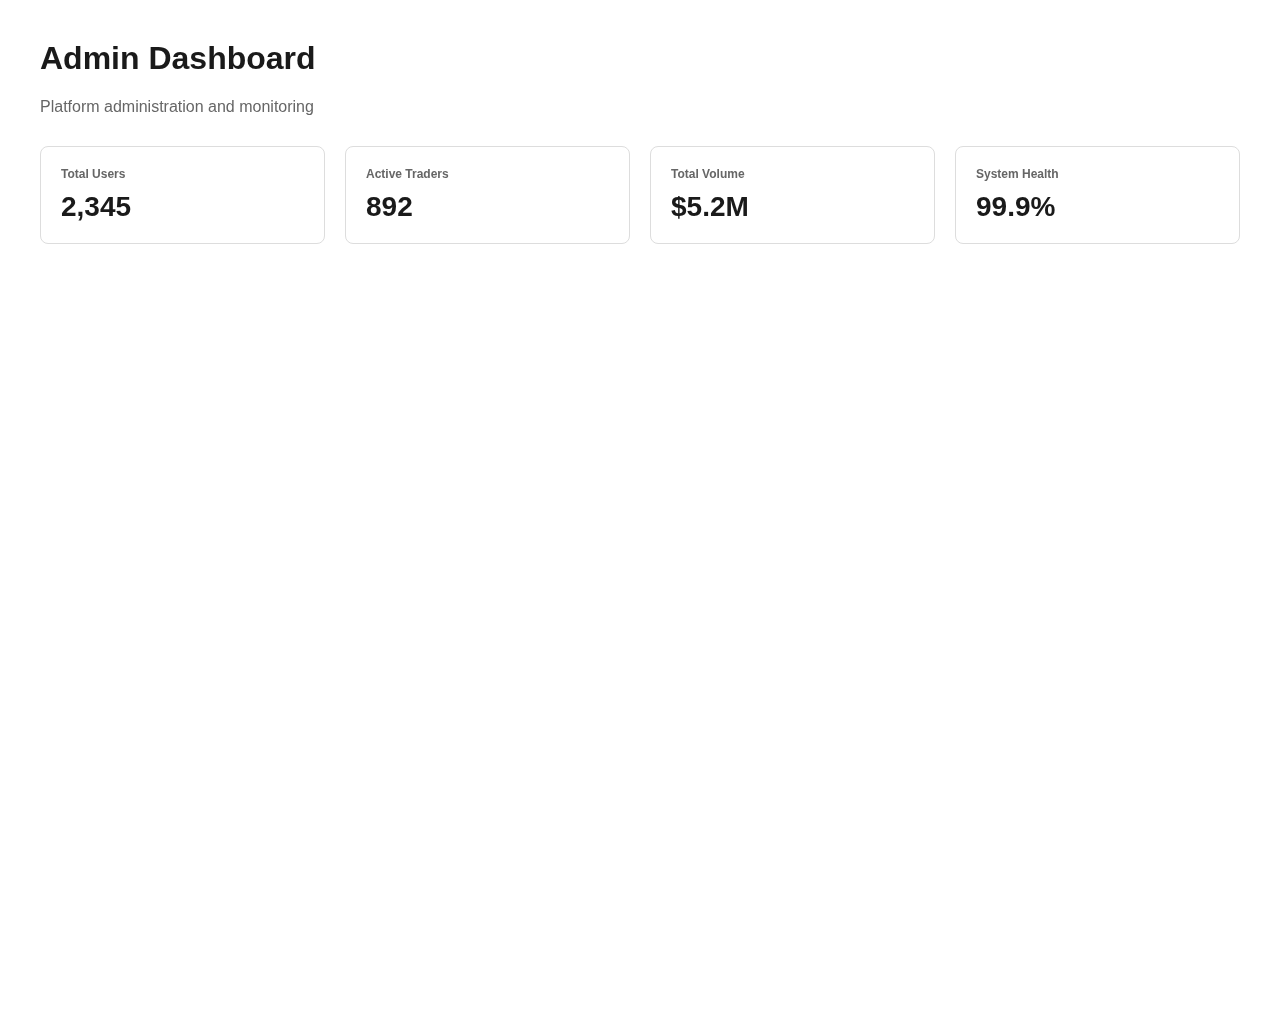 Admin Dashboard
Platform administration and monitoring
Total Users
2,345
Active Traders
892
Total Volume
$5.2M
System Health
99.9%